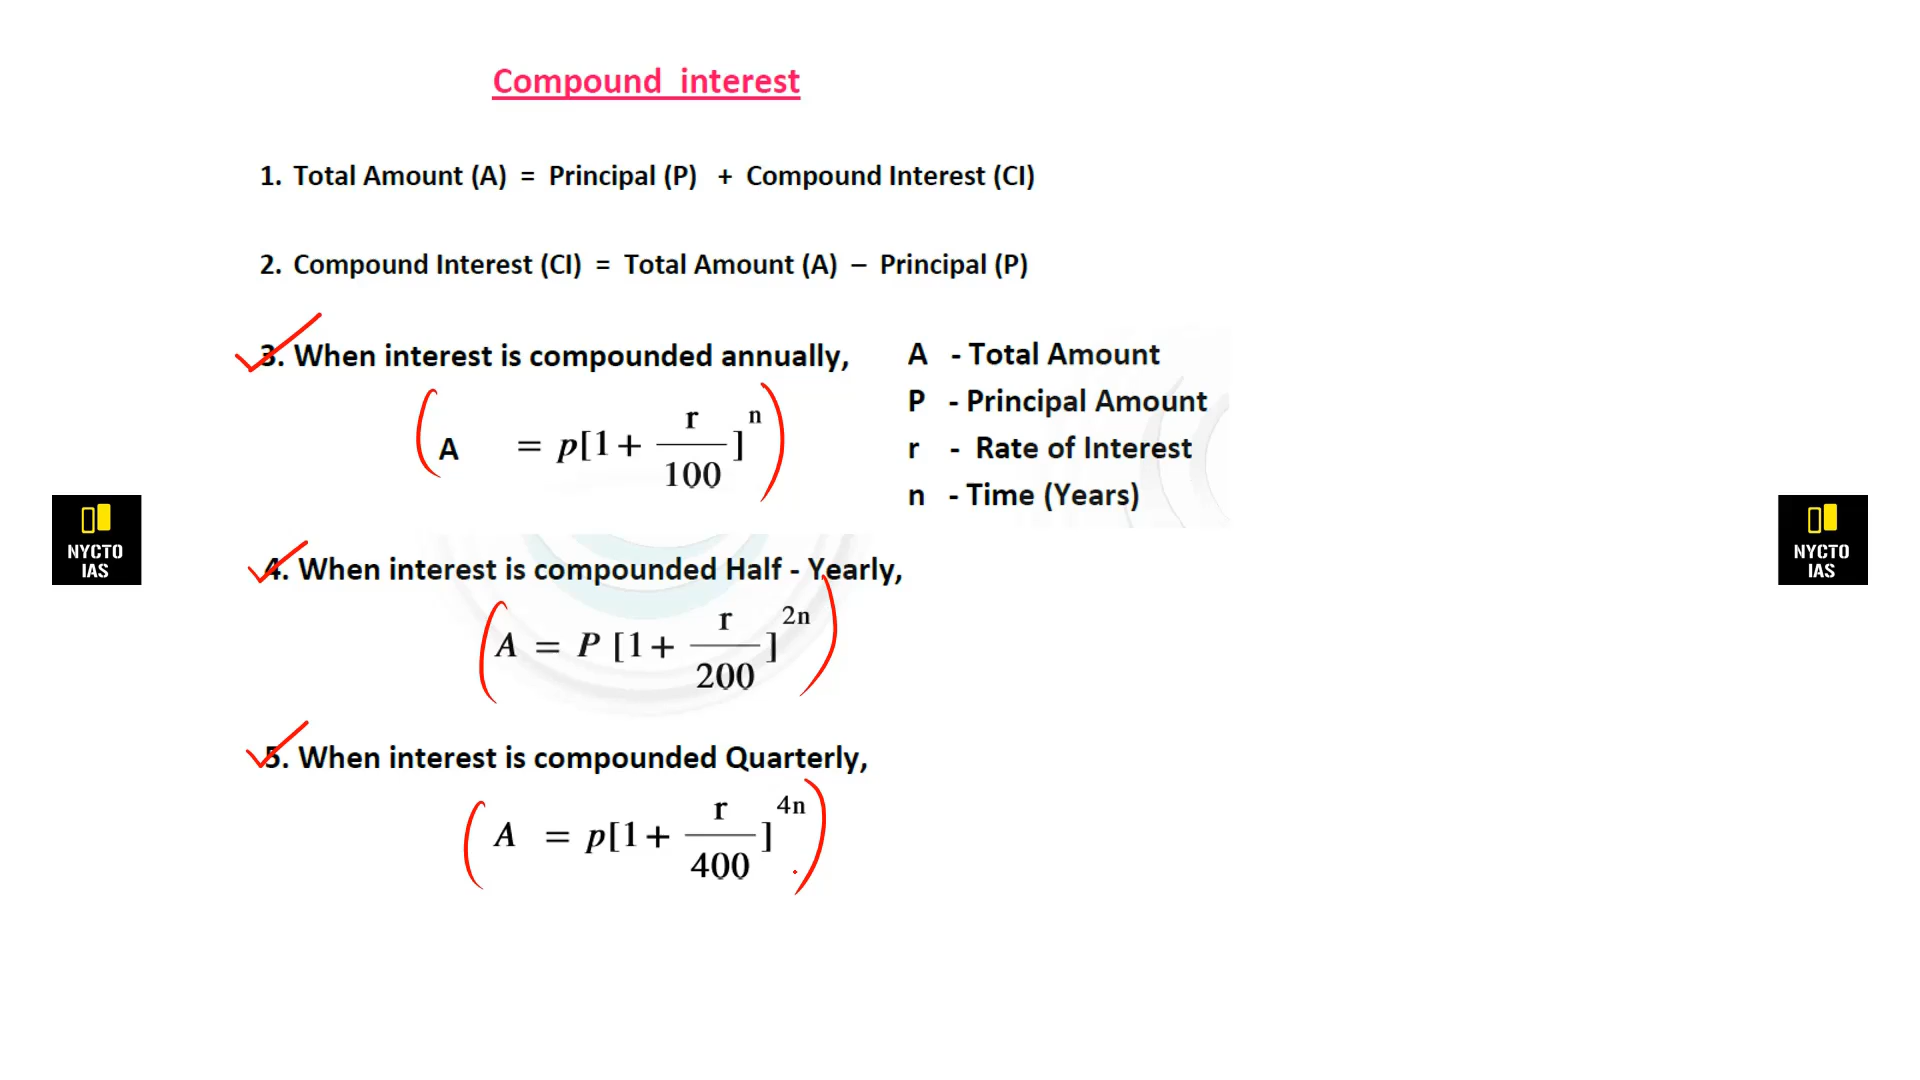 Compound interest
1. Total Amount (A) = Principal (P) + Compound Interest (CI)
2. Compound Interest (CI) = Total Amount (A) – Principal (P)
3. When interest is compounded annually,
A = p[1+ r/100 ]^n
A - Total Amount
P - Principal Amount
r - Rate of Interest
n - Time (Years)
NYCTO
IAS
NYCTO
IAS
4. When interest is compounded Half - Yearly,
A = P [1+ r/200 ]^2n
5. When interest is compounded Quarterly,
A = p[1+ r/400 ]^4n